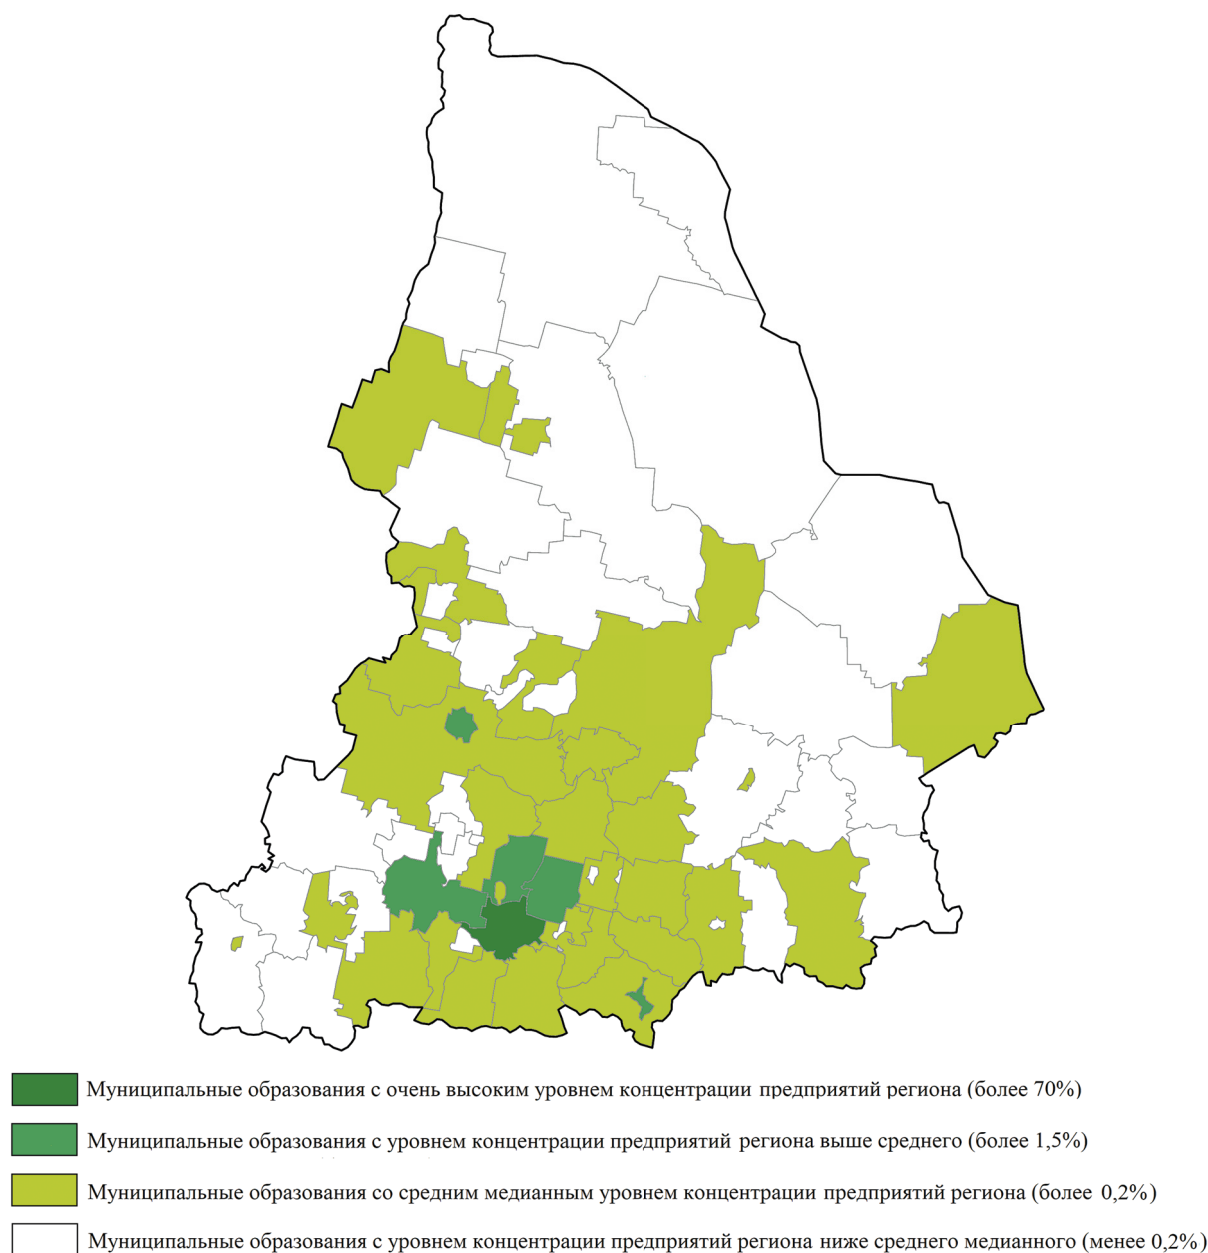 Муниципальные образования с очень высоким уровнем концентрации предприятий региона (более 70%)
Муниципальные образования с уровнем концентрации предприятий региона выше среднего (более 1,5%)
Муниципальные образования со средним медианным уровнем концентрации предприятий региона (более 0,2%)
Муниципальные образования с уровнем концентрации предприятий региона ниже среднего медианного (менее 0,2%)